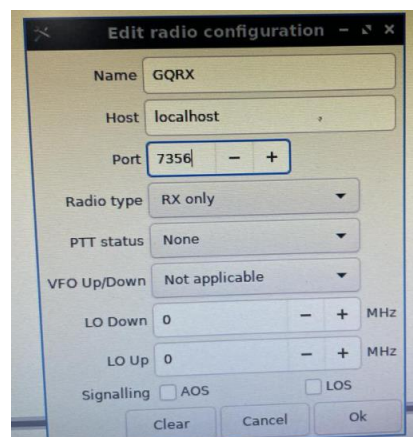 Edit radio configuration
Name GQRX
Host localhost
Port 7356 − +
Radio type RX only
PTT status None
VFO Up/Down Not applicable
LO Down 0 − + MHz
LO Up 0 − + MHz
Signalling AOS LOS
Clear Cancel Ok